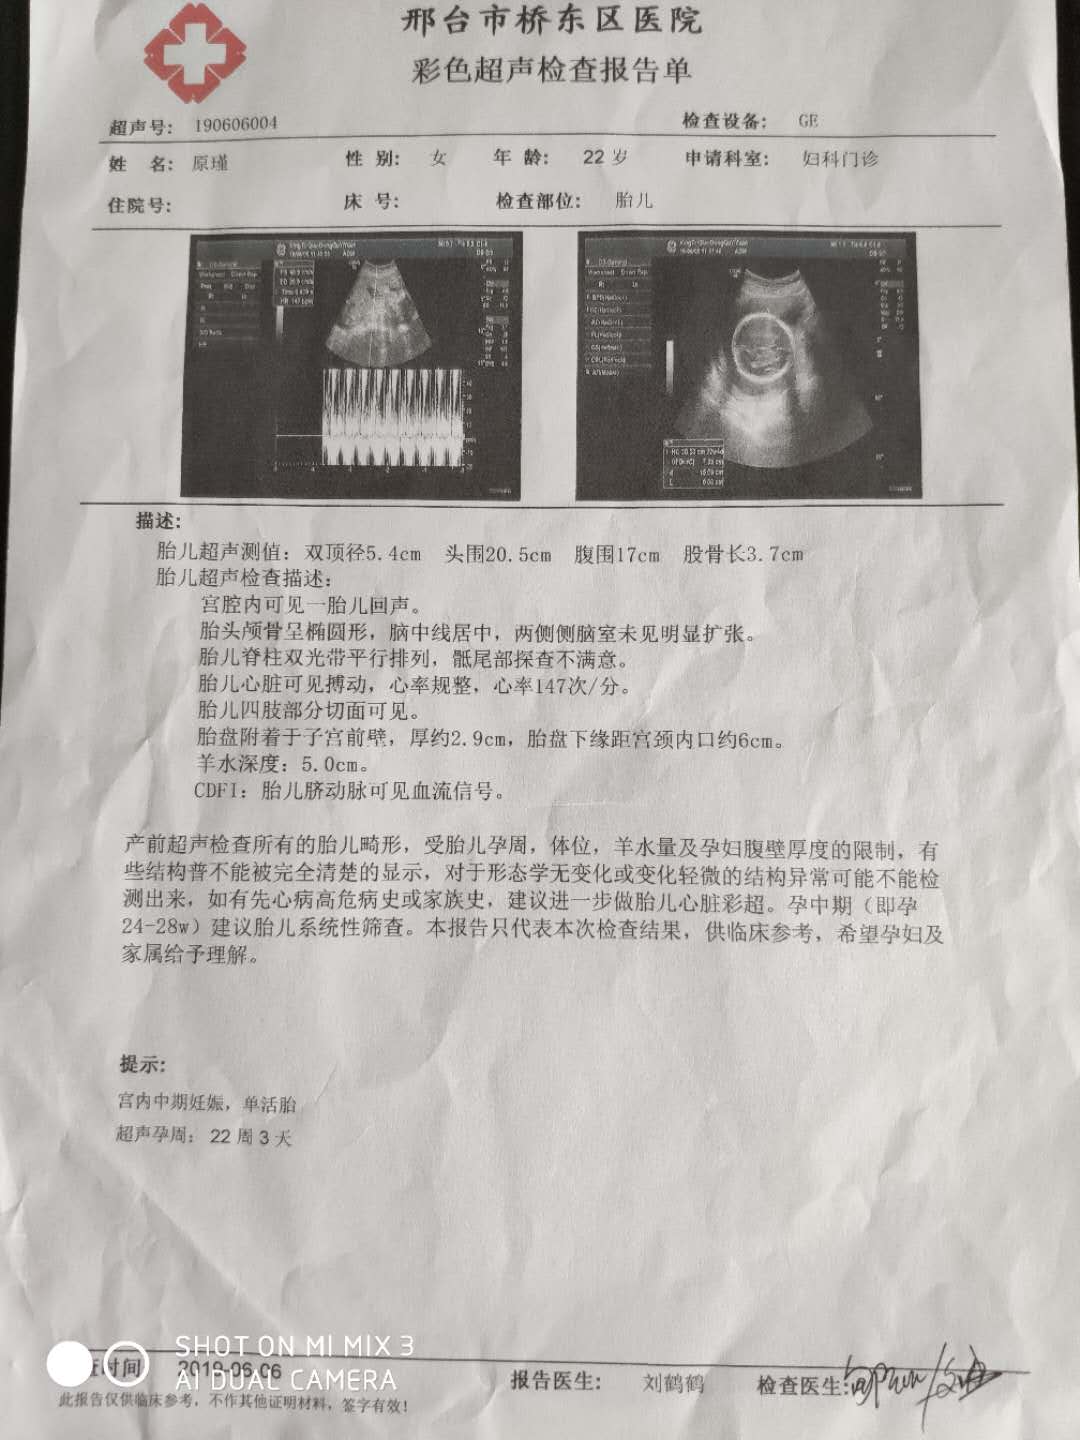 邢台市桥东区医院
彩色超声检查报告单
超声号: 190606004 检查设备: GE
姓 名: 原瑾 性 别: 女 年 龄: 22 岁 申请科室: 妇科门诊
住院号: 床 号: 检查部位: 胎儿
描述:
胎儿超声测值: 双顶径5.4cm 头围20.5cm 腹围17cm 股骨长3.7cm
胎儿超声检查描述:
宫腔内可见一胎儿回声。
胎头颅骨呈椭圆形，脑中线居中，两侧侧脑室未见明显扩张。
胎儿脊柱双光带平行排列，骶尾部探查不满意。
胎儿心脏可见搏动，心率规整，心率147次/分。
胎儿四肢部分切面可见。
胎盘附着于子宫前壁，厚约2.9cm，胎盘下缘距宫颈内口约6cm。
羊水深度: 5.0cm。
CDFI: 胎儿脐动脉可见血流信号。
产前超声检查所有的胎儿畸形，受胎儿孕周，体位，羊水量及孕妇腹壁厚度的限制，有
些结构普不能被完全清楚的显示，对于形态学无变化或变化轻微的结构异常可能不能检
测出来，如有先心病高危病史或家族史，建议进一步做胎儿心脏彩超。孕中期（即孕
24-28w）建议胎儿系统性筛查。本报告只代表本次检查结果，供临床参考，希望孕妇及
家属给予理解。
提示:
宫内中期妊娠，单活胎
超声孕周: 22 周 3 天
SHOT ON MI MIX 3
AI DUAL CAMERA
时间 2019-06-06 报告医生: 刘鹤鹤 检查医生:
此报告仅供临床参考，不作其他证明材料，签字有效!